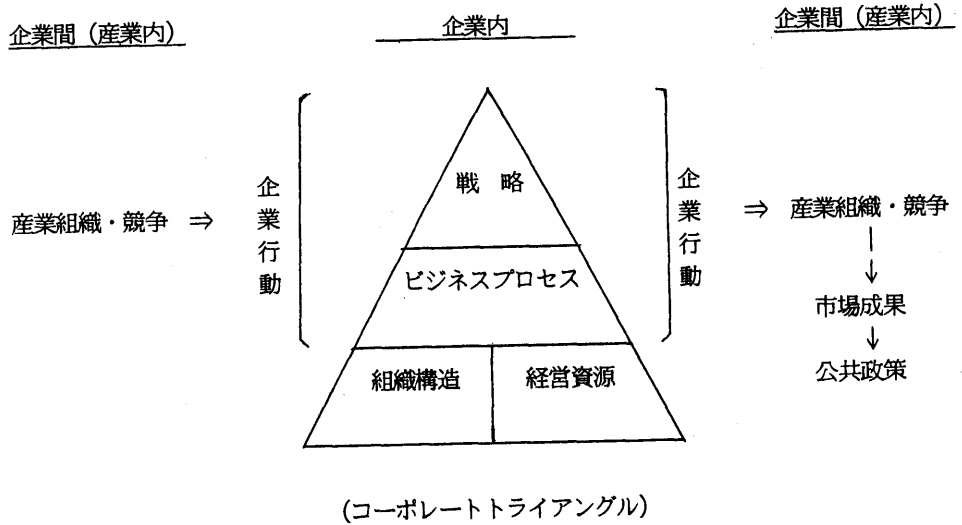 企業間(産業内)
企業内
企業間(産業内)
戦 略
企業行動
企業行動
産業組織・競争 ⇒
⇒ 産業組織・競争
ビジネスプロセス
市場成果
組織構造
経営資源
公共政策
(コーポレートトライアングル)